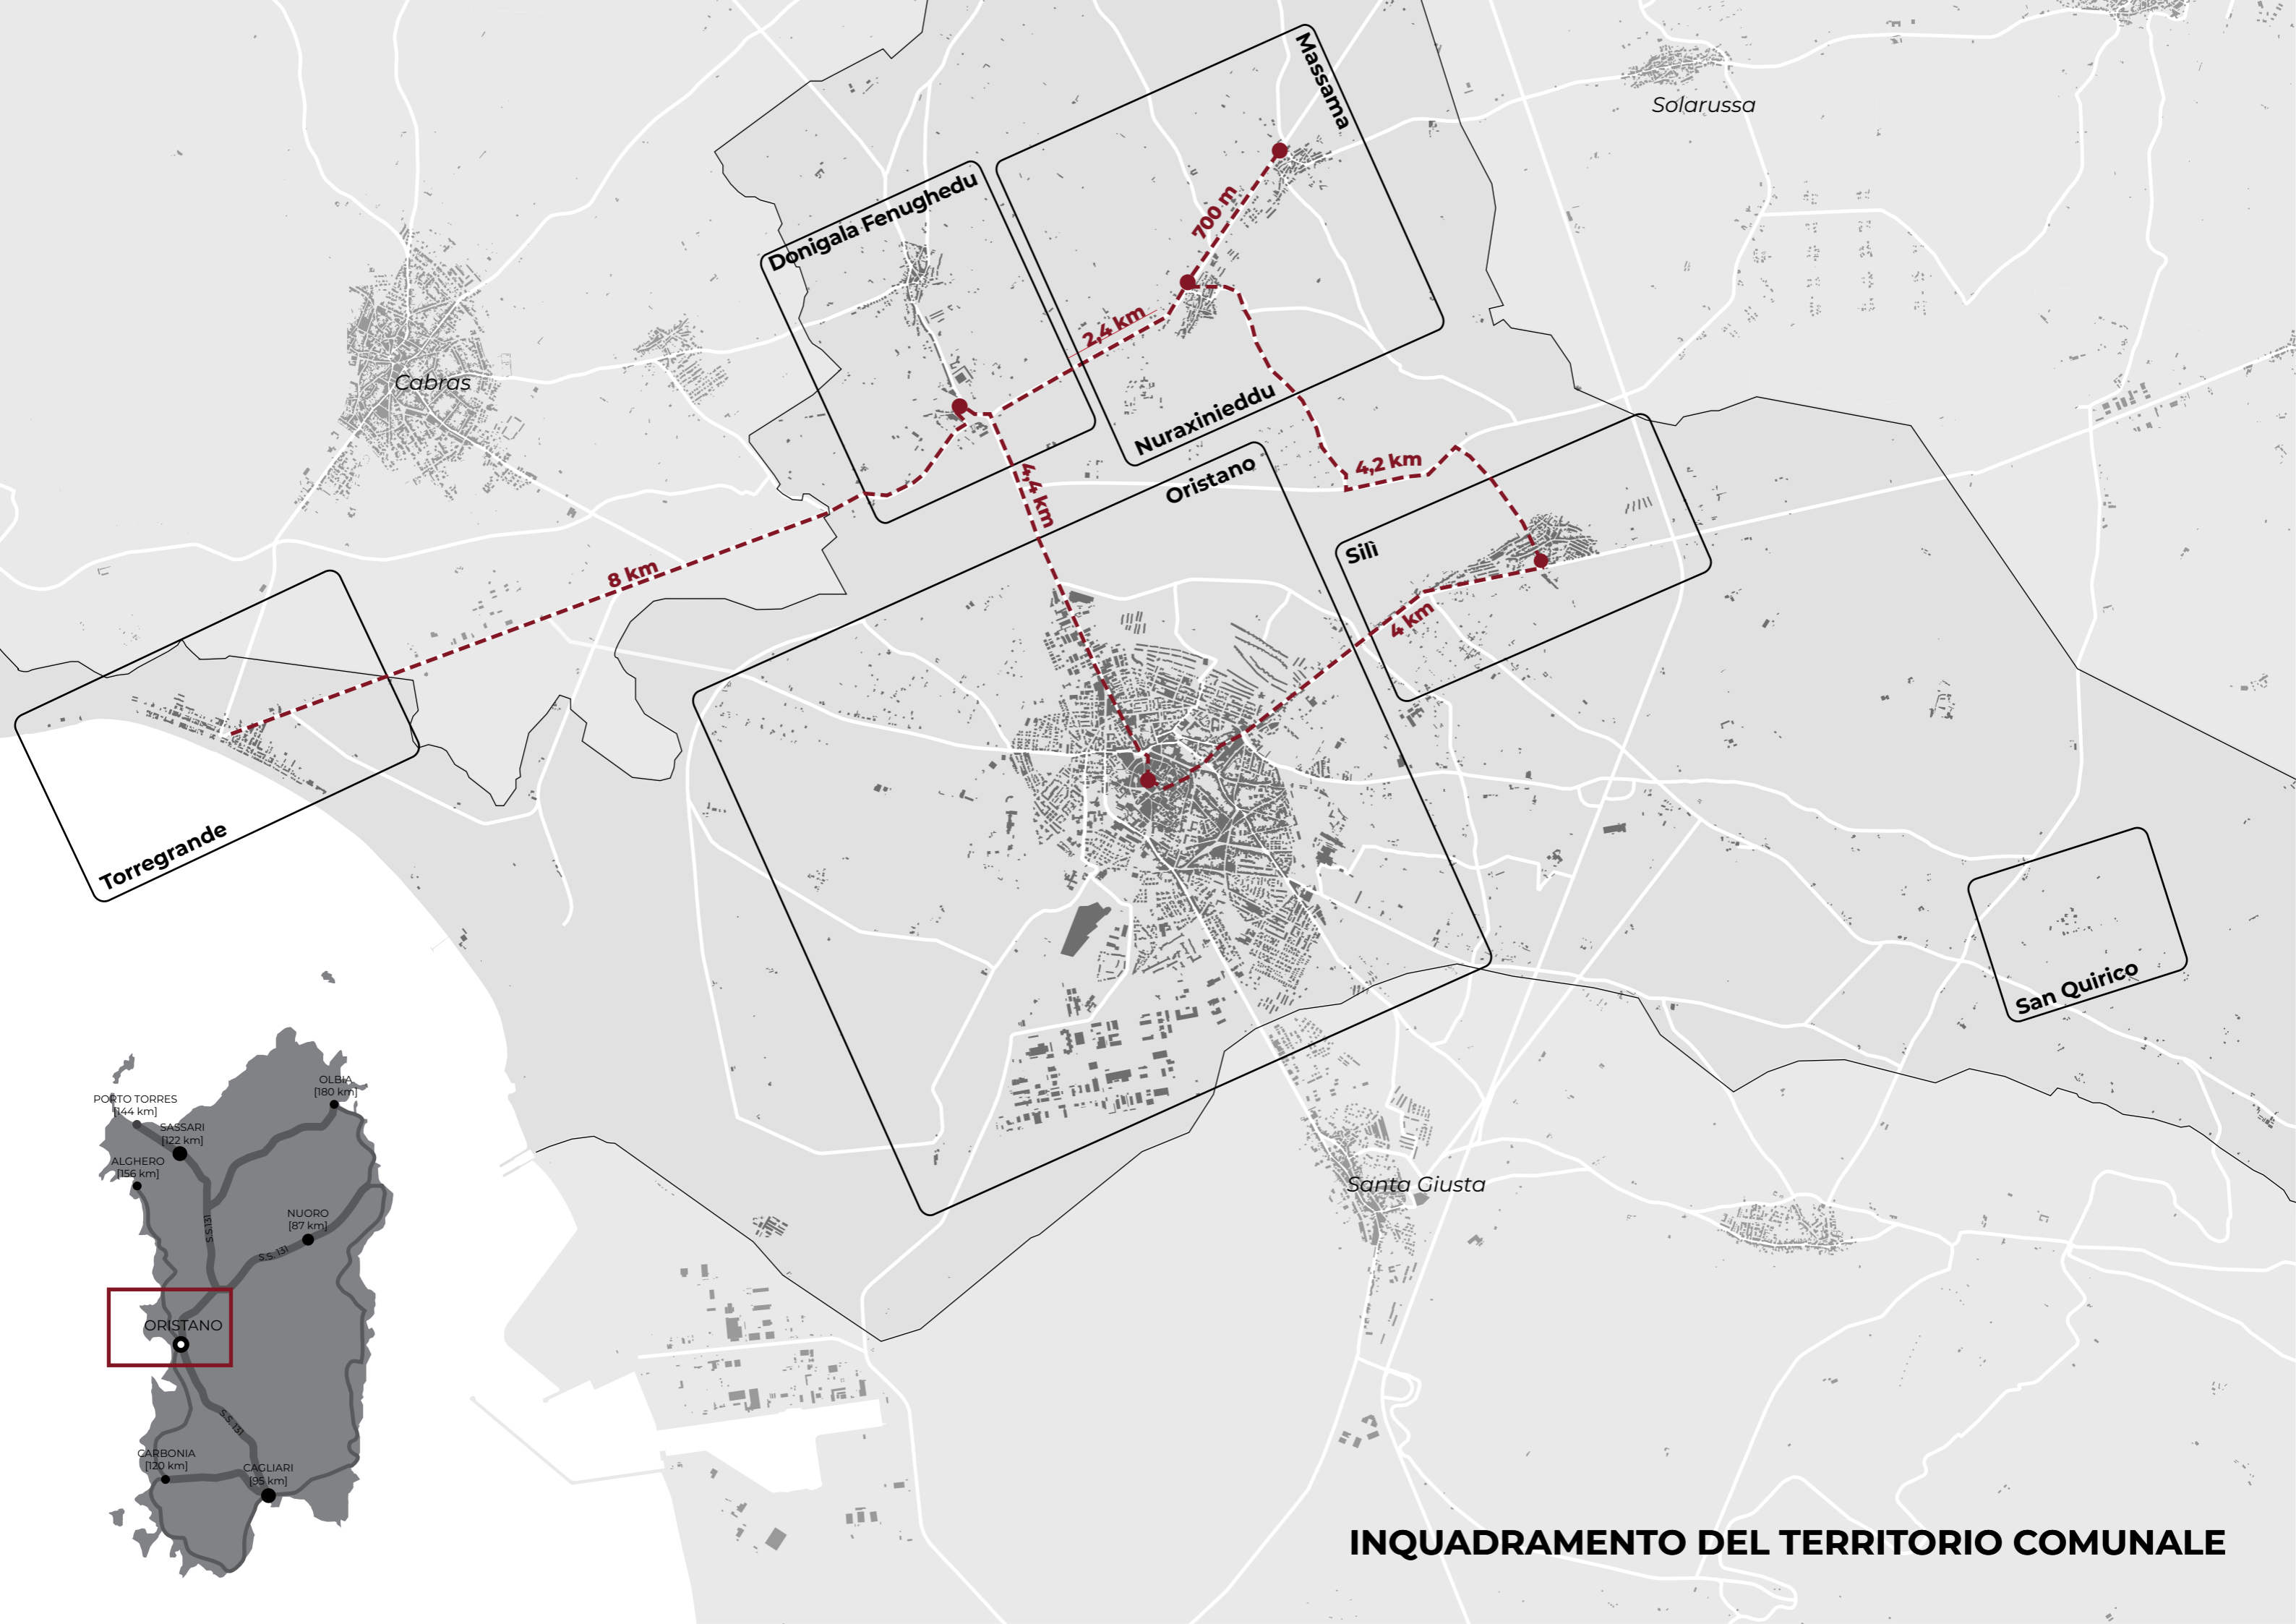 Massama
Solarussa
Donigala Fenughedu
700 m
2,4 km
Cabras
Nuraxinieddu
Oristano
4,2 km
4,4 km
Silì
8 km
4 km
Torregrande
San Quirico
Santa Giusta
OLBIA
[180 km]
PORTO TORRES
[144 km]
SASSARI
[122 km]
ALGHERO
[156 km]
NUORO
[87 km]
S.S. 131
S.S. 131
ORISTANO
S.S. 131
CARBONIA
[120 km]
CAGLIARI
[95 km]
INQUADRAMENTO DEL TERRITORIO COMUNALE